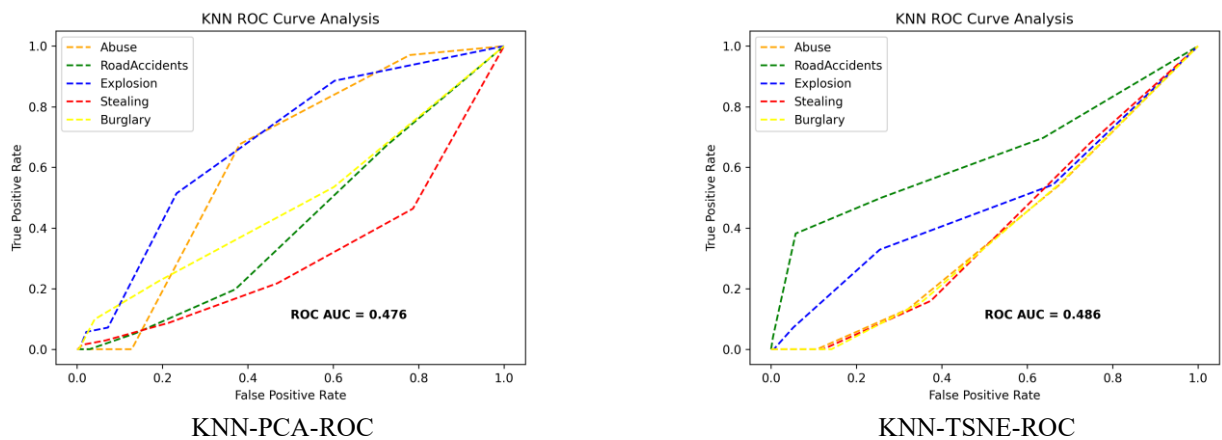 KNN ROC Curve Analysis
1.0
0.8
0.6
0.4
0.2
0.0
True Positive Rate
Abuse
RoadAccidents
Explosion
Stealing
Burglary
ROC AUC = 0.476
0.0 0.2 0.4 0.6 0.8 1.0
False Positive Rate
KNN-PCA-ROC
KNN ROC Curve Analysis
1.0
0.8
0.6
0.4
0.2
0.0
True Positive Rate
Abuse
RoadAccidents
Explosion
Stealing
Burglary
ROC AUC = 0.486
0.0 0.2 0.4 0.6 0.8 1.0
False Positive Rate
KNN-TSNE-ROC